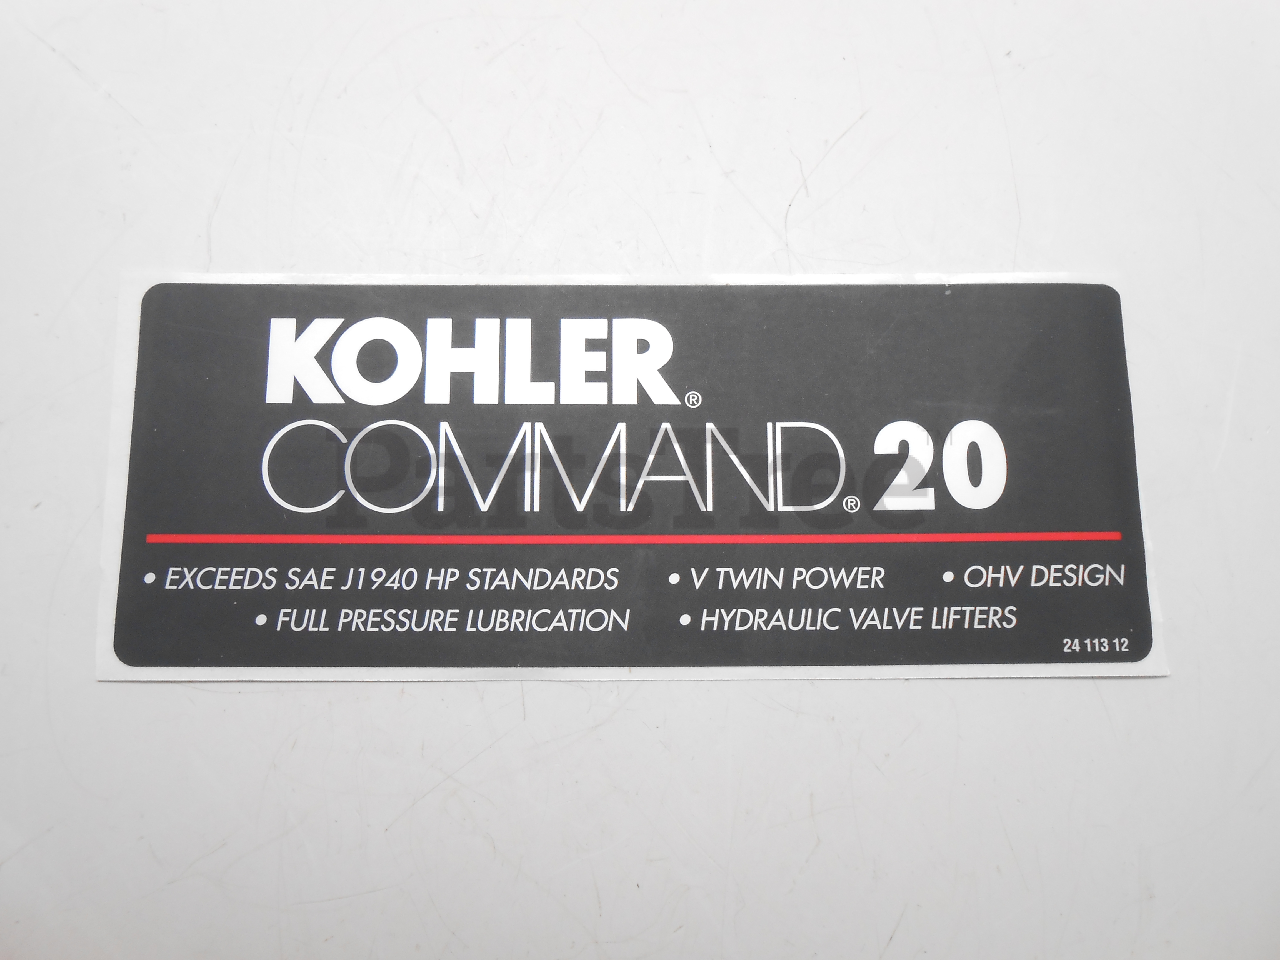 KOHLER®
COMMAND® 20
PartsTree
• EXCEEDS SAE J1940 HP STANDARDS • V TWIN POWER • OHV DESIGN
• FULL PRESSURE LUBRICATION • HYDRAULIC VALVE LIFTERS
24 113 12